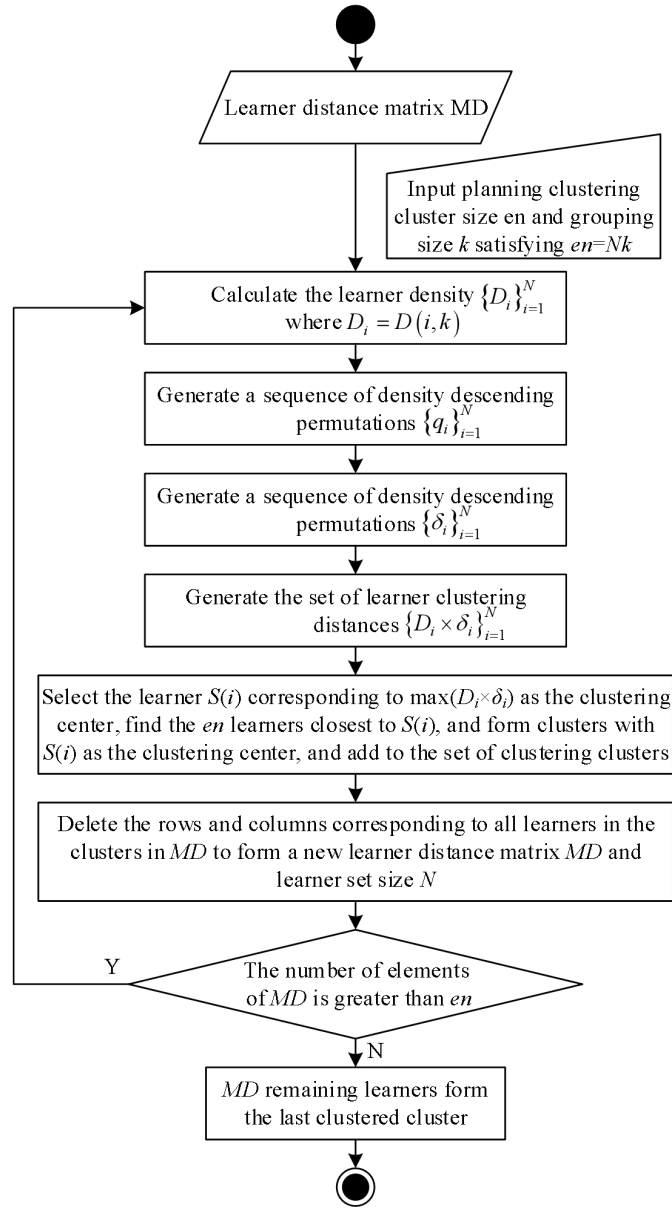 Learner distance matrix MD
Input planning clustering
cluster size en and grouping
size k satisfying en=Nk
Calculate the learner density {D_i}_{i=1}^{N}
where D_i = D(i,k)
Generate a sequence of density descending
permutations {q_i}_{i=1}^{N}
Generate a sequence of density descending
permutations {δ_i}_{i=1}^{N}
Generate the set of learner clustering
distances {D_i × δ_i}_{i=1}^{N}
Select the learner S(i) corresponding to max(D_i×δ_i) as the clustering
center, find the en learners closest to S(i), and form clusters with
S(i) as the clustering center, and add to the set of clustering clusters
Delete the rows and columns corresponding to all learners in the
clusters in MD to form a new learner distance matrix MD and
learner set size N
Y
The number of elements
of MD is greater than en
N
MD remaining learners form
the last clustered cluster